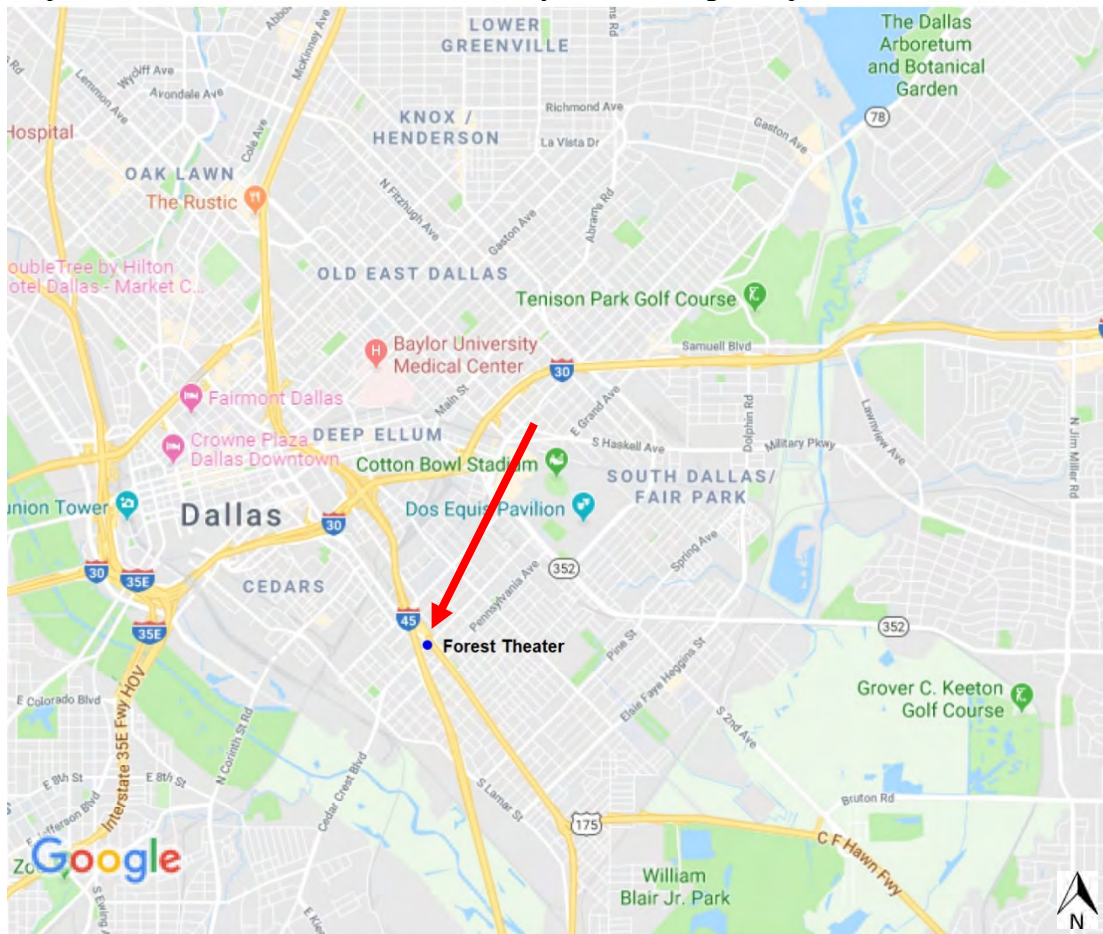 LOWER
GREENVILLE
The Dallas
Arboretum
and Botanical
Garden
McKinney Ave
Wycliff Ave
Lemmon Ave
Avondale Ave
Cole Ave
KNOX /
HENDERSON
Richmond Ave
La Vista Dr
Gaston Ave
78
Hospital
OAK LAWN
The Rustic
N Fitzhugh Ave
Gaston Ave
Abrams Rd
oubleTree by Hilton
otel Dallas - Market C...
OLD EAST DALLAS
Tenison Park Golf Course
Samuell Blvd
Baylor University
Medical Center
H
30
Main St
E Grand Ave
Fairmont Dallas
DEEP ELLUM
Crowne Plaza
Dallas Downtown
S Haskell Ave
Dolphin Rd
Military Pkwy
Lawnview Ave
N Jim Miller Rd
Cotton Bowl Stadium
SOUTH DALLAS/
FAIR PARK
union Tower
Dallas
30
Dos Equis Pavilion
Spring Ave
352
30
35E
CEDARS
Pennsylvania Ave
35E
45
Forest Theater
352
Pine St
Elsie Faye Heggins St
Grover C. Keeton
Golf Course
E Colorado Blvd
Interstate 35E Fwy HOV
N Corinth St Rd
S 2nd Ave
E 8th St
E 8th St
Cedar Crest Blvd
S Lamar St
Bruton Rd
175
C F Hawn Fwy
Jefferson Blvd
Zo
Google
S Ewing Ave
William
Blair Jr. Park
N